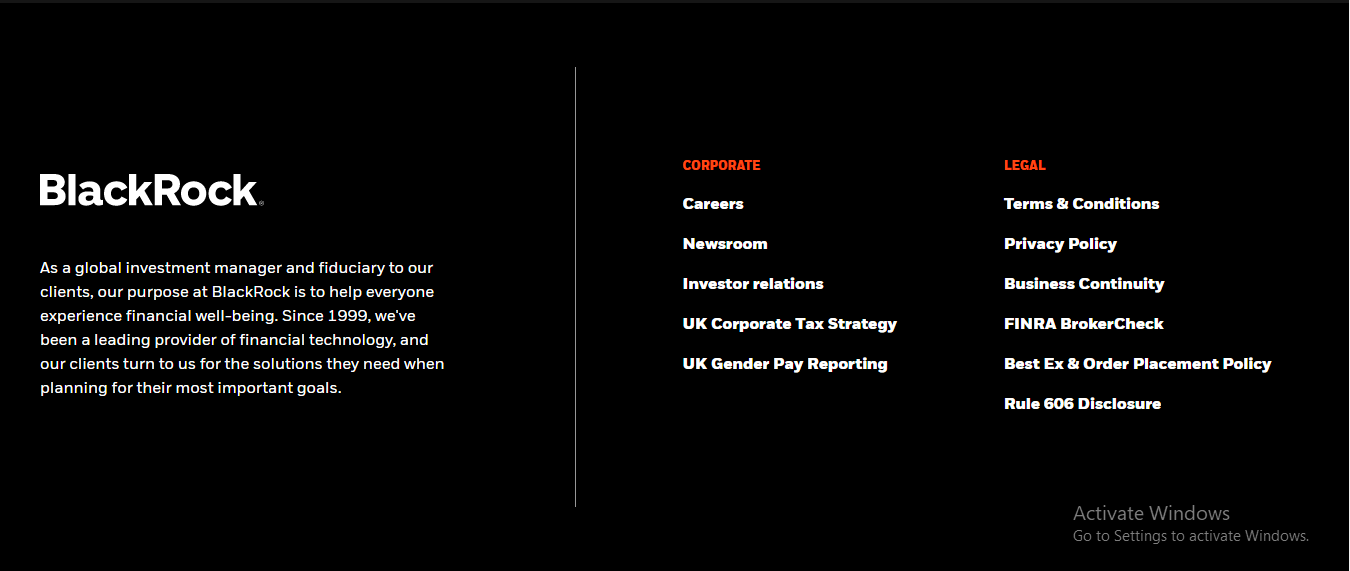 BlackRock®
As a global investment manager and fiduciary to our
clients, our purpose at BlackRock is to help everyone
experience financial well-being. Since 1999, we've
been a leading provider of financial technology, and
our clients turn to us for the solutions they need when
planning for their most important goals.
CORPORATE
Careers
Newsroom
Investor relations
UK Corporate Tax Strategy
UK Gender Pay Reporting
LEGAL
Terms & Conditions
Privacy Policy
Business Continuity
FINRA BrokerCheck
Best Ex & Order Placement Policy
Rule 606 Disclosure
Activate Windows
Go to Settings to activate Windows.